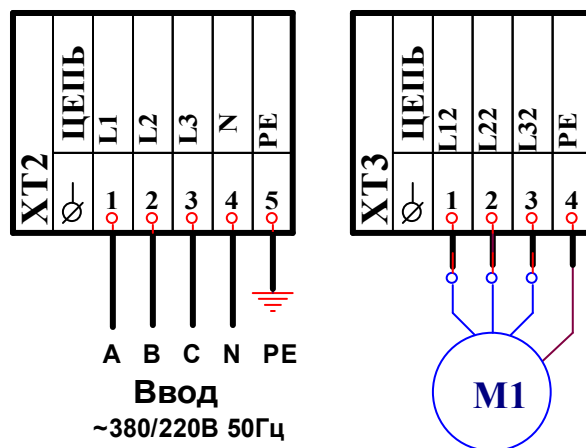 XT2
ЦЕПЬ L1 L2 L3 N PE
1 2 3 4 5
A B C N PE
Ввод
~380/220В 50Гц
XT3
ЦЕПЬ L12 L22 L32 PE
1 2 3 4
M1